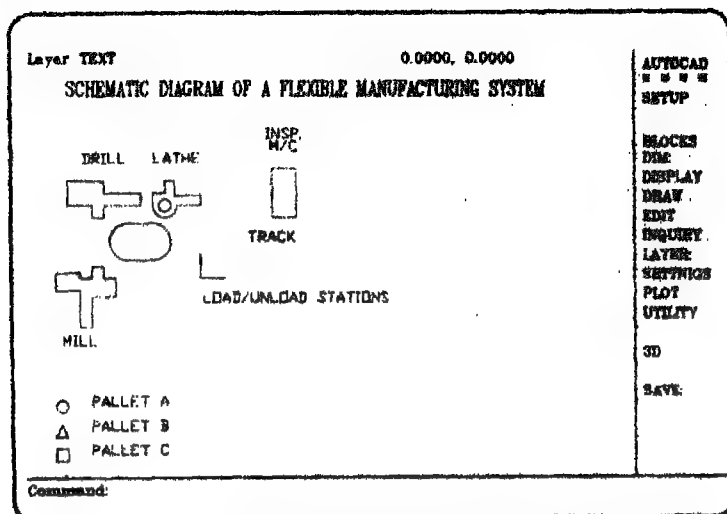 Layer TEXT 0.0000, 0.0000
SCHEMATIC DIAGRAM OF A FLEXIBLE MANUFACTURING SYSTEM
INSP.
M/C
DRILL LATHE
TRACK
LOAD/UNLOAD STATIONS
MILL
PALLET A
PALLET B
PALLET C
Command:
AUTOCAD
* * * *
SETUP
BLOCKS
DIM:
DISPLAY
DRAW
EDIT
INQUIRY
LAYER:
SETTNIGS
PLOT
UTILITY
3D
SAVE: